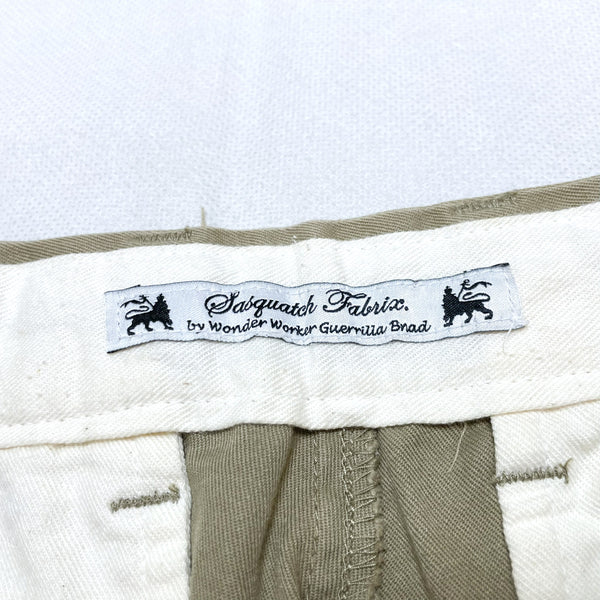 Sasquatch Fabrix.
by Wonder Worker Guerrilla Bnad